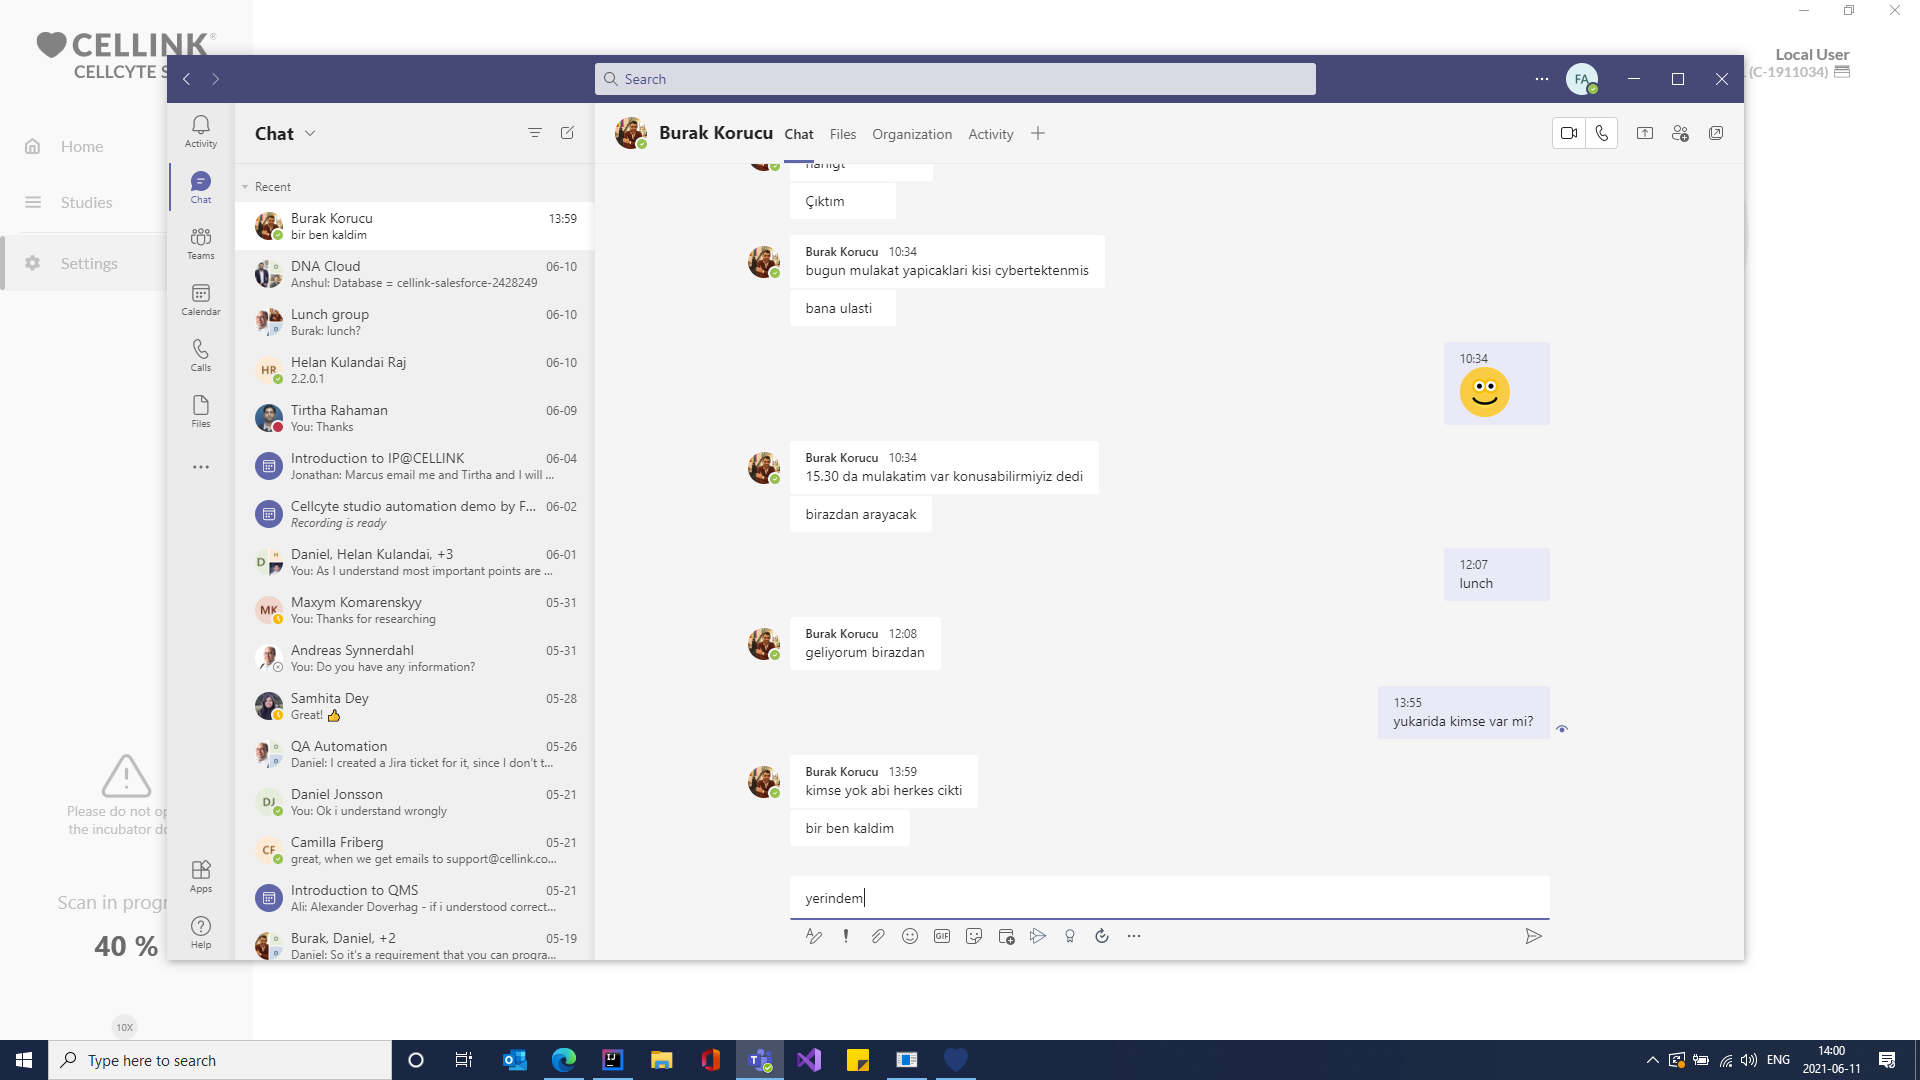 CELLINK®
CELLCYTE S
Local User
(C-1911034)
Home
Studies
Settings
Please do not op
the incubator do
Scan in progr
40 %
10X
Search
FA
Activity
Chat
Teams
Calendar
Calls
Files
Apps
Help
Chat
Recent
Burak Korucu 13:59
bir ben kaldim
DNA Cloud 06-10
Anshul: Database = cellink-salesforce-2428249
Lunch group 06-10
Burak: lunch?
HR
Helan Kulandai Raj 06-10
2.2.0.1
Tirtha Rahaman 06-09
You: Thanks
Introduction to IP@CELLINK 06-04
Jonathan: Marcus email me and Tirtha and I will ...
Cellcyte studio automation demo by F... 06-02
Recording is ready
D H
Daniel, Helan Kulandai, +3 06-01
You: As I understand most important points are ...
MK
Maxym Komarenskyy 05-31
You: Thanks for researching
Andreas Synnerdahl 05-31
You: Do you have any information?
Samhita Dey 05-28
Great! 👍
QA Automation 05-26
Daniel: I created a Jira ticket for it, since I don't t...
DJ
Daniel Jonsson 05-21
You: Ok i understand wrongly
CF
Camilla Friberg 05-21
great, when we get emails to support@cellink.co...
Introduction to QMS 05-21
Ali: Alexander Doverhag - if i understood correct...
Burak, Daniel, +2 05-19
Daniel: So it's a requirement that you can progra...
Burak Korucu Chat Files Organization Activity
Çıktım
Burak Korucu 10:34
bugun mulakat yapicaklari kisi cybertektenmis
bana ulasti
10:34
Burak Korucu 10:34
15.30 da mulakatim var konusabilirmiyiz dedi
birazdan arayacak
12:07
lunch
Burak Korucu 12:08
geliyorum birazdan
13:55
yukarida kimse var mi?
Burak Korucu 13:59
kimse yok abi herkes cikti
bir ben kaldim
yerindem
GIF
Type here to search
ENG
14:00
2021-06-11